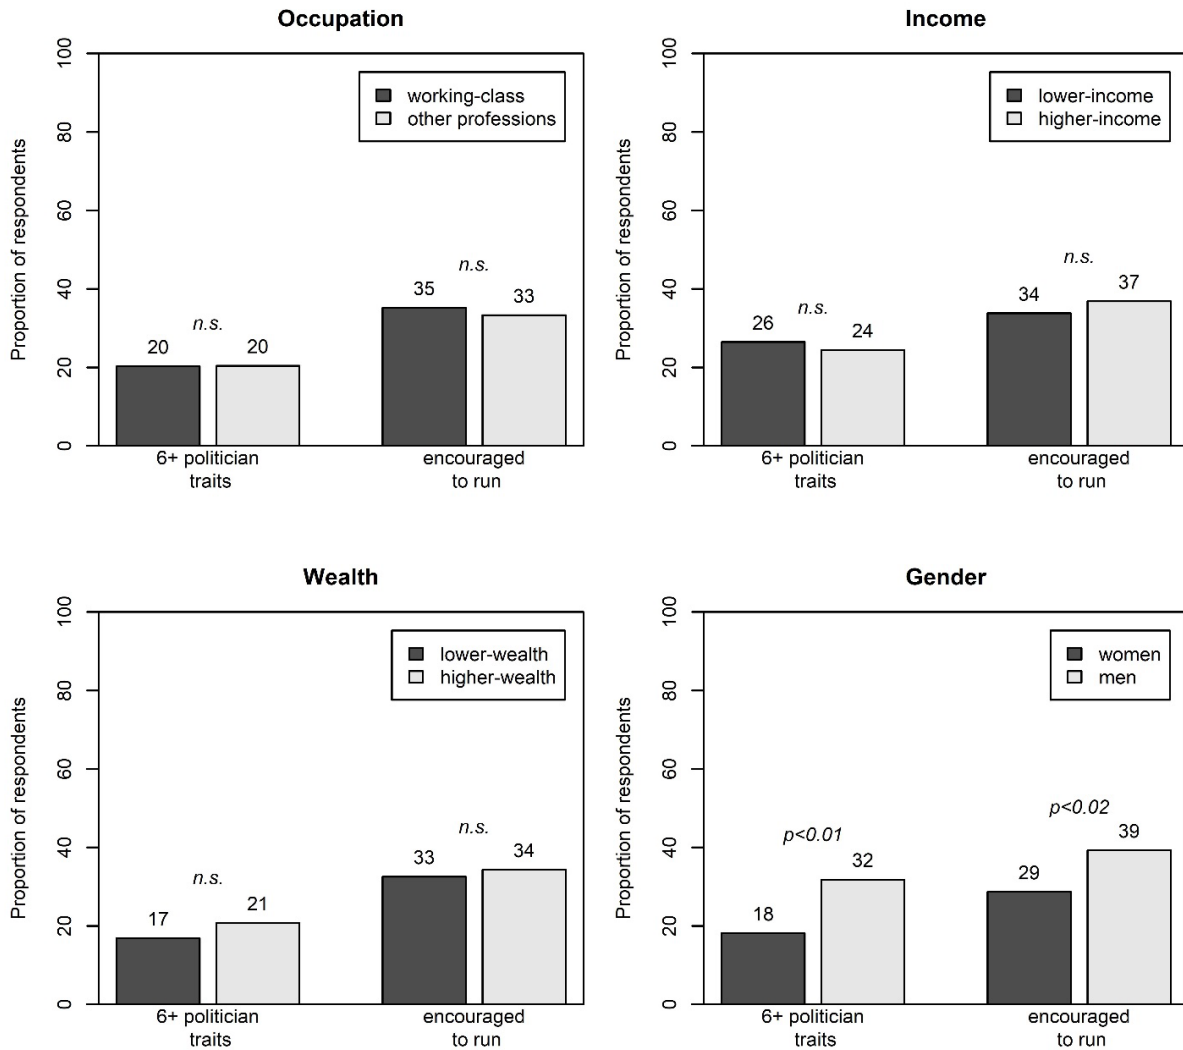 Occupation
Proportion of respondents
100
80
60
40
20
0
working-class
other professions
n.s.
20
20
n.s.
35
33
6+ politician
traits
encouraged
to run
Income
Proportion of respondents
100
80
60
40
20
0
lower-income
higher-income
n.s.
26
24
n.s.
34
37
6+ politician
traits
encouraged
to run
Wealth
Proportion of respondents
100
80
60
40
20
0
lower-wealth
higher-wealth
n.s.
17
21
n.s.
33
34
6+ politician
traits
encouraged
to run
Gender
Proportion of respondents
100
80
60
40
20
0
women
men
p<0.01
18
32
p<0.02
29
39
6+ politician
traits
encouraged
to run